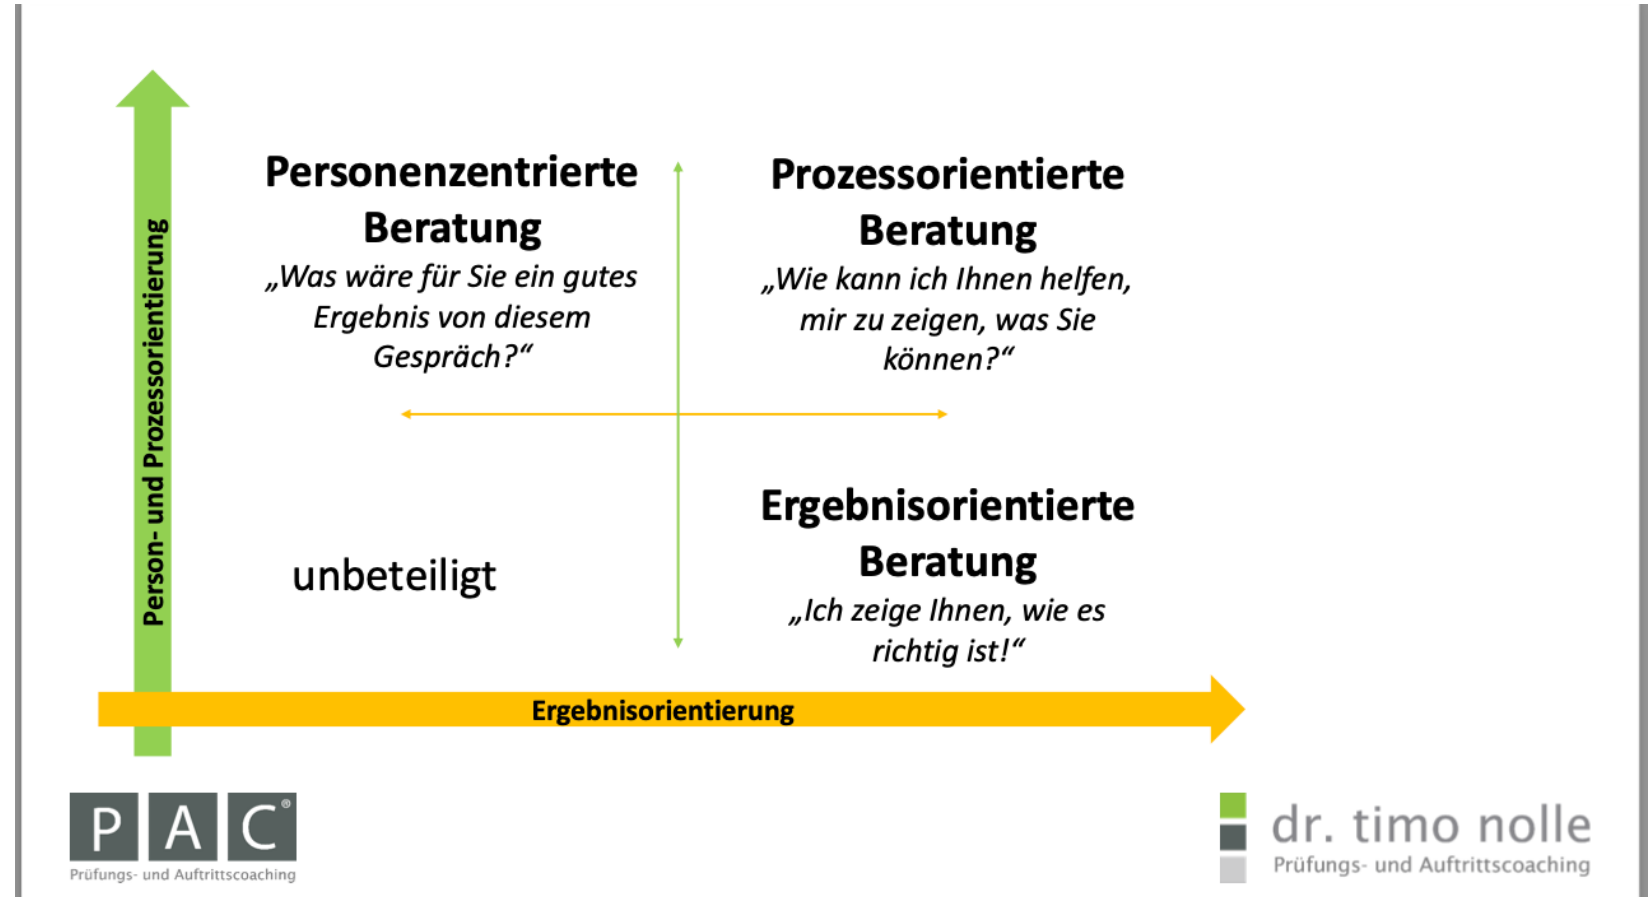 Person- und Prozessorientierung
Personenzentrierte
Beratung
„Was wäre für Sie ein gutes
Ergebnis von diesem
Gespräch?“
Prozessorientierte
Beratung
„Wie kann ich Ihnen helfen,
mir zu zeigen, was Sie
können?“
unbeteiligt
Ergebnisorientierte
Beratung
„Ich zeige Ihnen, wie es
richtig ist!“
Ergebnisorientierung
PAC®
Prüfungs- und Auftrittscoaching
dr. timo nolle
Prüfungs- und Auftrittscoaching